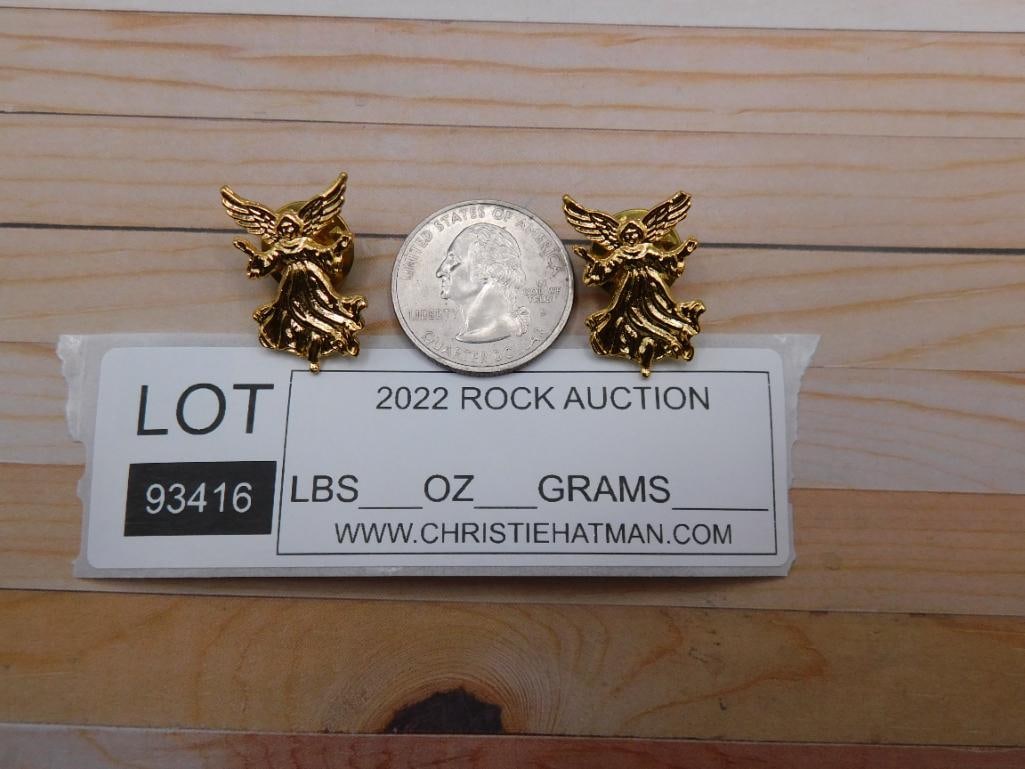 UNITED STATES OF AMERICA
LIBERTY
IN
GOD WE
TRUST
P
QUARTER DOLLAR
LOT
93416
2022 ROCK AUCTION
LBS___OZ___GRAMS_____
WWW.CHRISTIEHATMAN.COM